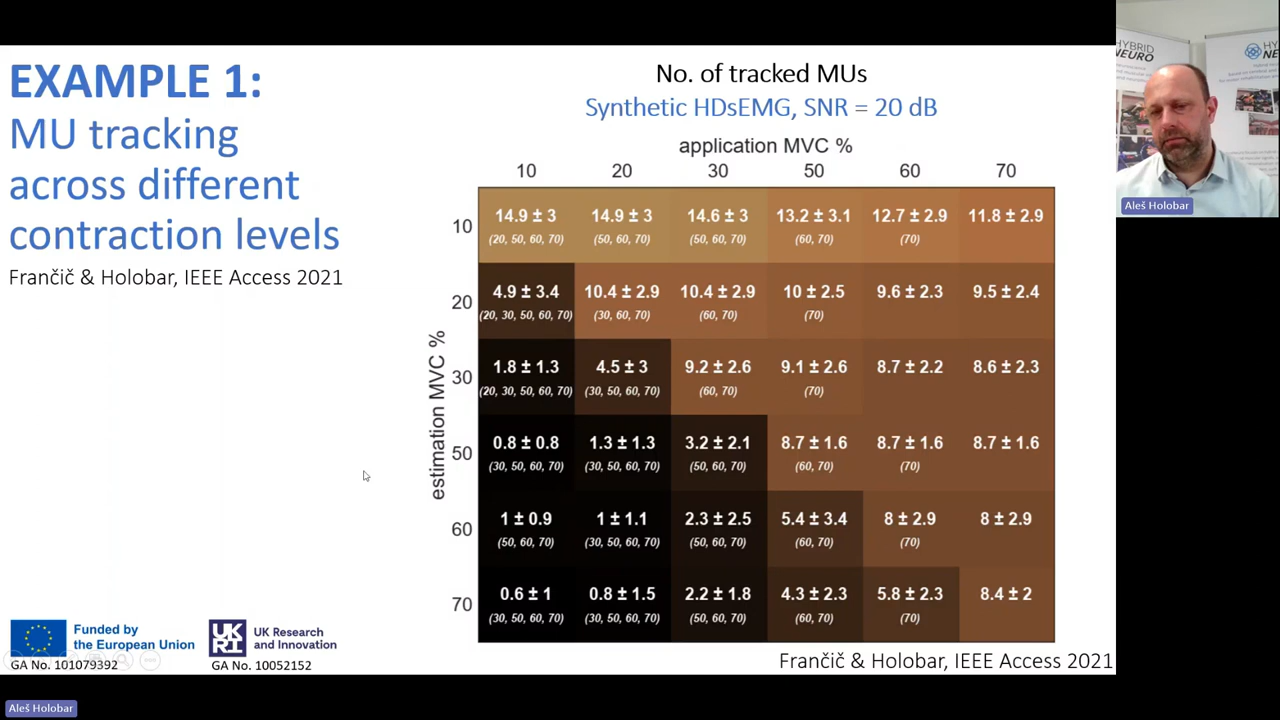 EXAMPLE 1:
MU tracking
across different
contraction levels
Frančič & Holobar, IEEE Access 2021
No. of tracked MUs
Synthetic HDsEMG, SNR = 20 dB
application MVC %
10 20 30 50 60 70
estimation MVC %
10 14.9 ± 3 14.9 ± 3 14.6 ± 3 13.2 ± 3.1 12.7 ± 2.9 11.8 ± 2.9
(20, 50, 60, 70) (50, 60, 70) (50, 60, 70) (60, 70) (70)
20 4.9 ± 3.4 10.4 ± 2.9 10.4 ± 2.9 10 ± 2.5 9.6 ± 2.3 9.5 ± 2.4
(20, 30, 50, 60, 70) (30, 60, 70) (60, 70) (70)
30 1.8 ± 1.3 4.5 ± 3 9.2 ± 2.6 9.1 ± 2.6 8.7 ± 2.2 8.6 ± 2.3
(20, 30, 50, 60, 70) (30, 50, 60, 70) (60, 70) (70)
50 0.8 ± 0.8 1.3 ± 1.3 3.2 ± 2.1 8.7 ± 1.6 8.7 ± 1.6 8.7 ± 1.6
(30, 50, 60, 70) (30, 50, 60, 70) (50, 60, 70) (60, 70) (70)
60 1 ± 0.9 1 ± 1.1 2.3 ± 2.5 5.4 ± 3.4 8 ± 2.9 8 ± 2.9
(50, 60, 70) (30, 50, 60, 70) (50, 60, 70) (60, 70) (70)
70 0.6 ± 1 0.8 ± 1.5 2.2 ± 1.8 4.3 ± 2.3 5.8 ± 2.3 8.4 ± 2
(30, 50, 60, 70) (30, 50, 60, 70) (50, 60, 70) (60, 70) (70)
Frančič & Holobar, IEEE Access 2021
Funded by
the European Union
GA No. 101079392
UK
RI
UK Research
and Innovation
GA No. 10052152
HYBRID
NEURO
HY
NE
Aleš Holobar
Aleš Holobar